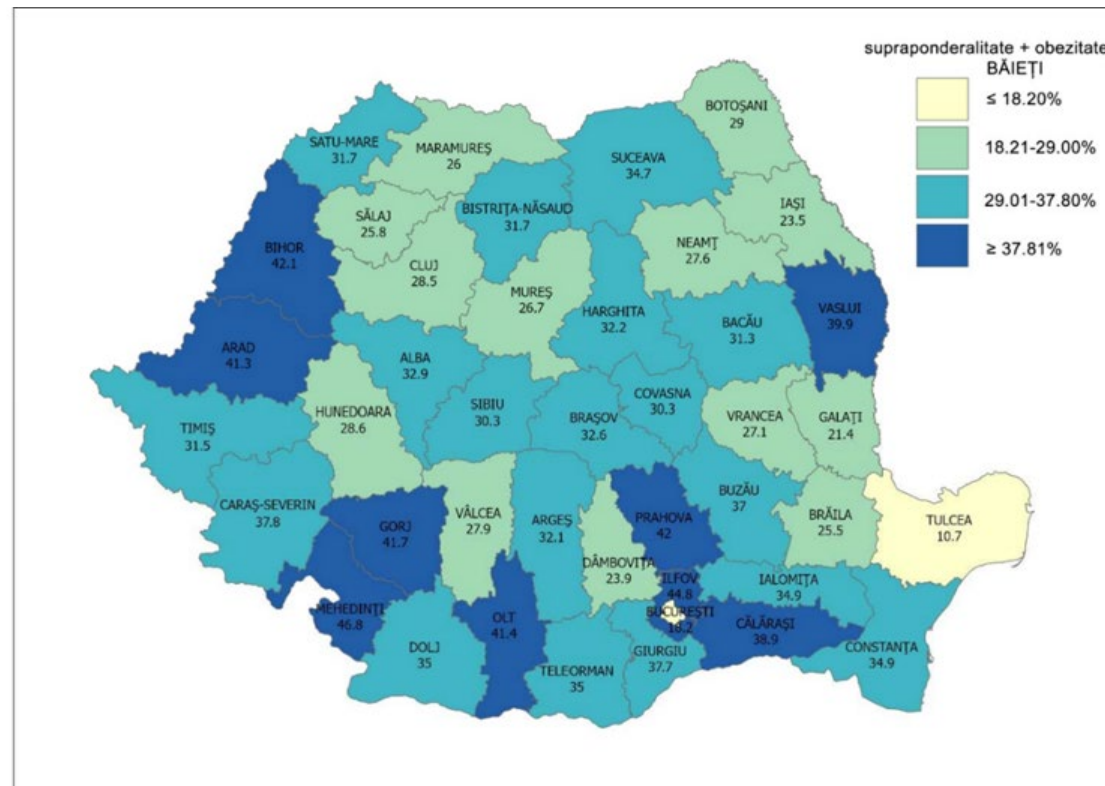 supraponderalitate + obezitate
BĂIEȚI
≤ 18.20%
18.21-29.00%
29.01-37.80%
≥ 37.81%
BOTOȘANI
29
SATU-MARE
31.7
MARAMUREȘ
26
SUCEAVA
34.7
IAȘI
23.5
SĂLAJ
25.8
BISTRIȚA-NĂSAUD
31.7
NEAMȚ
27.6
BIHOR
42.1
CLUJ
28.5
MUREȘ
26.7
HARGHITA
32.2
BACĂU
31.3
VASLUI
39.9
ARAD
41.3
ALBA
32.9
HUNEDOARA
28.6
SIBIU
30.3
BRAȘOV
32.6
COVASNA
30.3
VRANCEA
27.1
GALAȚI
21.4
TIMIȘ
31.5
CARAȘ-SEVERIN
37.8
GORJ
41.7
VÂLCEA
27.9
ARGEȘ
32.1
PRAHOVA
42
BUZĂU
37
BRĂILA
25.5
TULCEA
10.7
DÂMBOVIȚA
23.9
ILFOV
44.8
IALOMIȚA
34.9
MEHEDINȚI
46.8
OLT
41.4
BUCUREȘTI
18.2
CĂLĂRAȘI
38.9
DOLJ
35
TELEORMAN
35
GIURGIU
37.7
CONSTANȚA
34.9